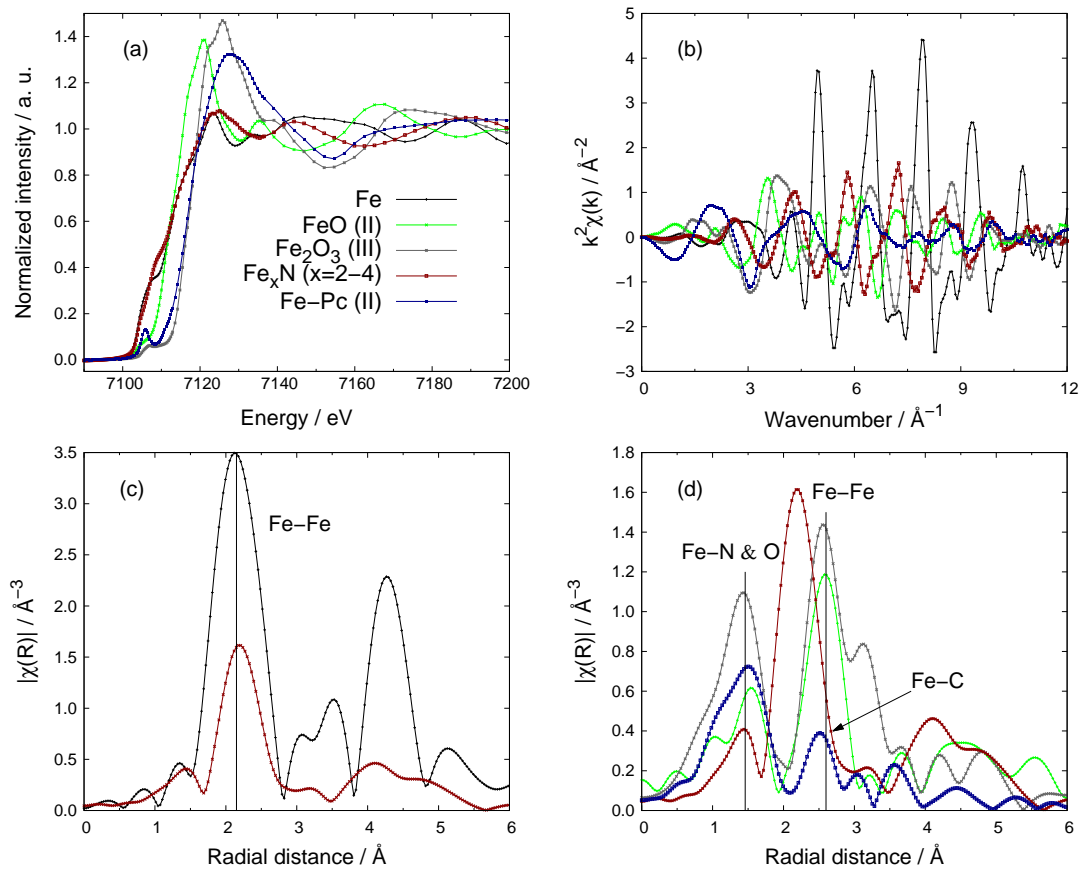 (a)
Normalized intensity / a. u.
1.4
1.2
1.0
0.8
0.6
0.4
0.2
0.0
Fe
FeO (II)
Fe2O3 (III)
FexN (x=2−4)
Fe−Pc (II)
7100 7120 7140 7160 7180 7200
Energy / eV
(b)
k2χ(k) / Å−2
5
4
3
2
1
0
−1
−2
−3
0 3 6 9 12
Wavenumber / Å−1
(c)
|χ(R)| / Å−3
3.5
3.0
2.5
2.0
1.5
1.0
0.5
0.0
Fe−Fe
0 1 2 3 4 5 6
Radial distance / Å
(d)
|χ(R)| / Å−3
1.8
1.6
1.4
1.2
1.0
0.8
0.6
0.4
0.2
0.0
Fe−Fe
Fe−N & O
Fe−C
0 1 2 3 4 5 6
Radial distance / Å